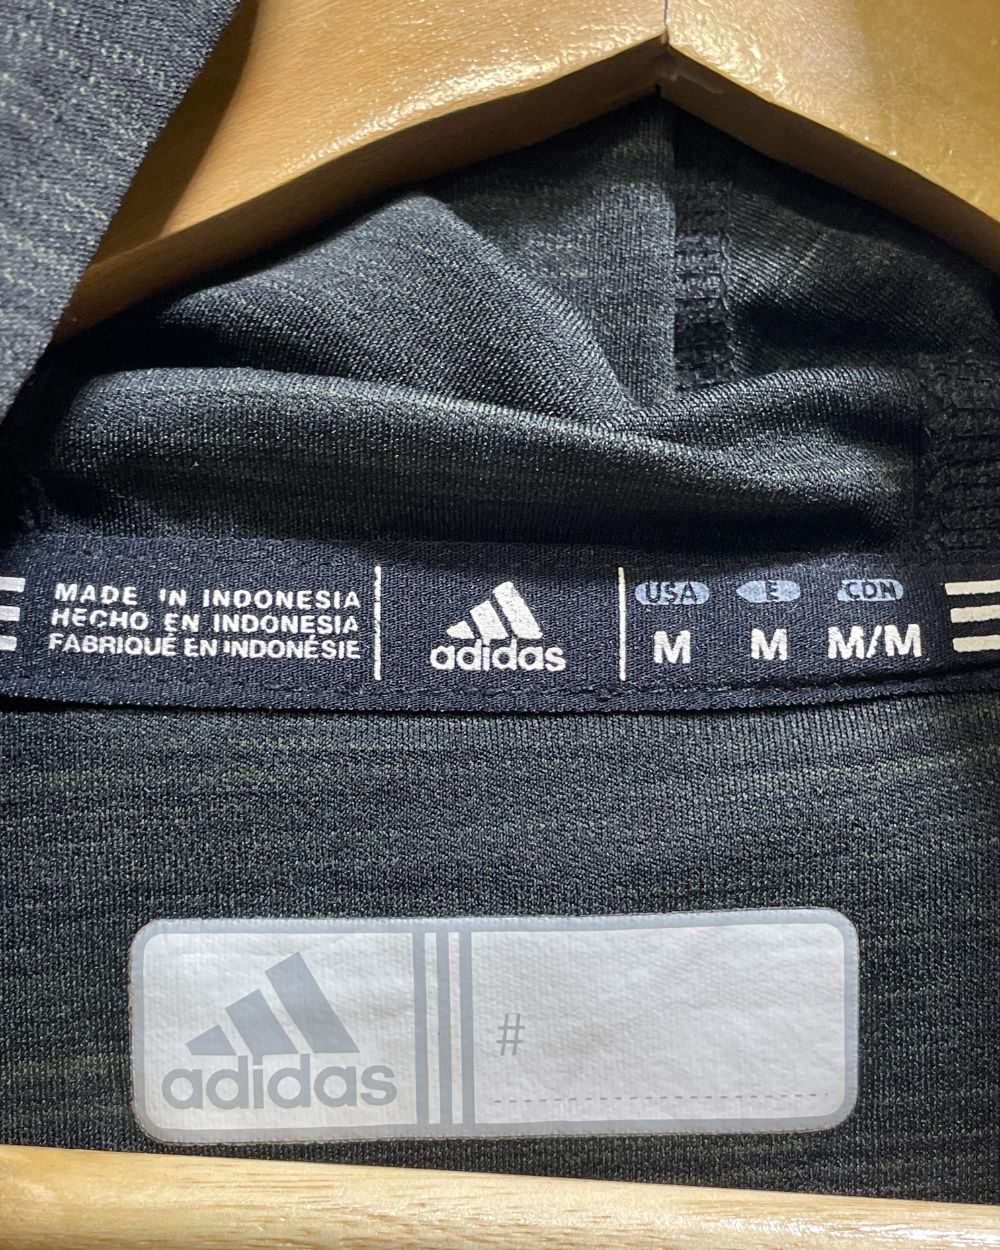 MADE IN INDONESIA
HECHO EN INDONESIA
FABRIQUÉ EN INDONÉSIE
adidas
USA E CDN
M M M/M
adidas
#